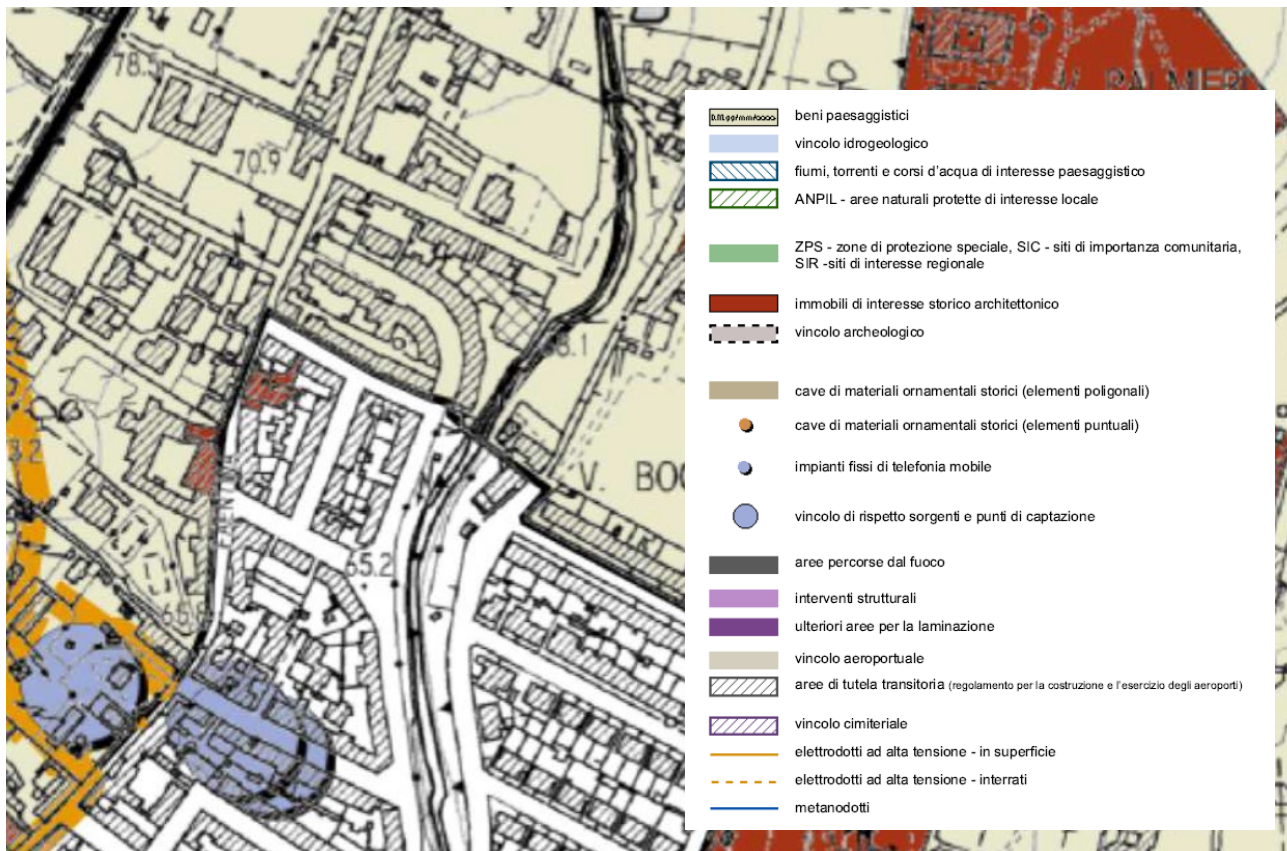 78.5
70.9
V. PALMIERI
68.1
V. BOC
65.2
beni paesaggistici
vincolo idrogeologico
fiumi, torrenti e corsi d'acqua di interesse paesaggistico
ANPIL - aree naturali protette di interesse locale
ZPS - zone di protezione speciale, SIC - siti di importanza comunitaria,
SIR -siti di interesse regionale
immobili di interesse storico architettonico
vincolo archeologico
cave di materiali ornamentali storici (elementi poligonali)
cave di materiali ornamentali storici (elementi puntuali)
impianti fissi di telefonia mobile
vincolo di rispetto sorgenti e punti di captazione
aree percorse dal fuoco
interventi strutturali
ulteriori aree per la laminazione
vincolo aeroportuale
aree di tutela transitoria (regolamento per la costruzione e l'esercizio degli aeroporti)
vincolo cimiteriale
elettrodotti ad alta tensione - in superficie
elettrodotti ad alta tensione - interrati
metanodotti